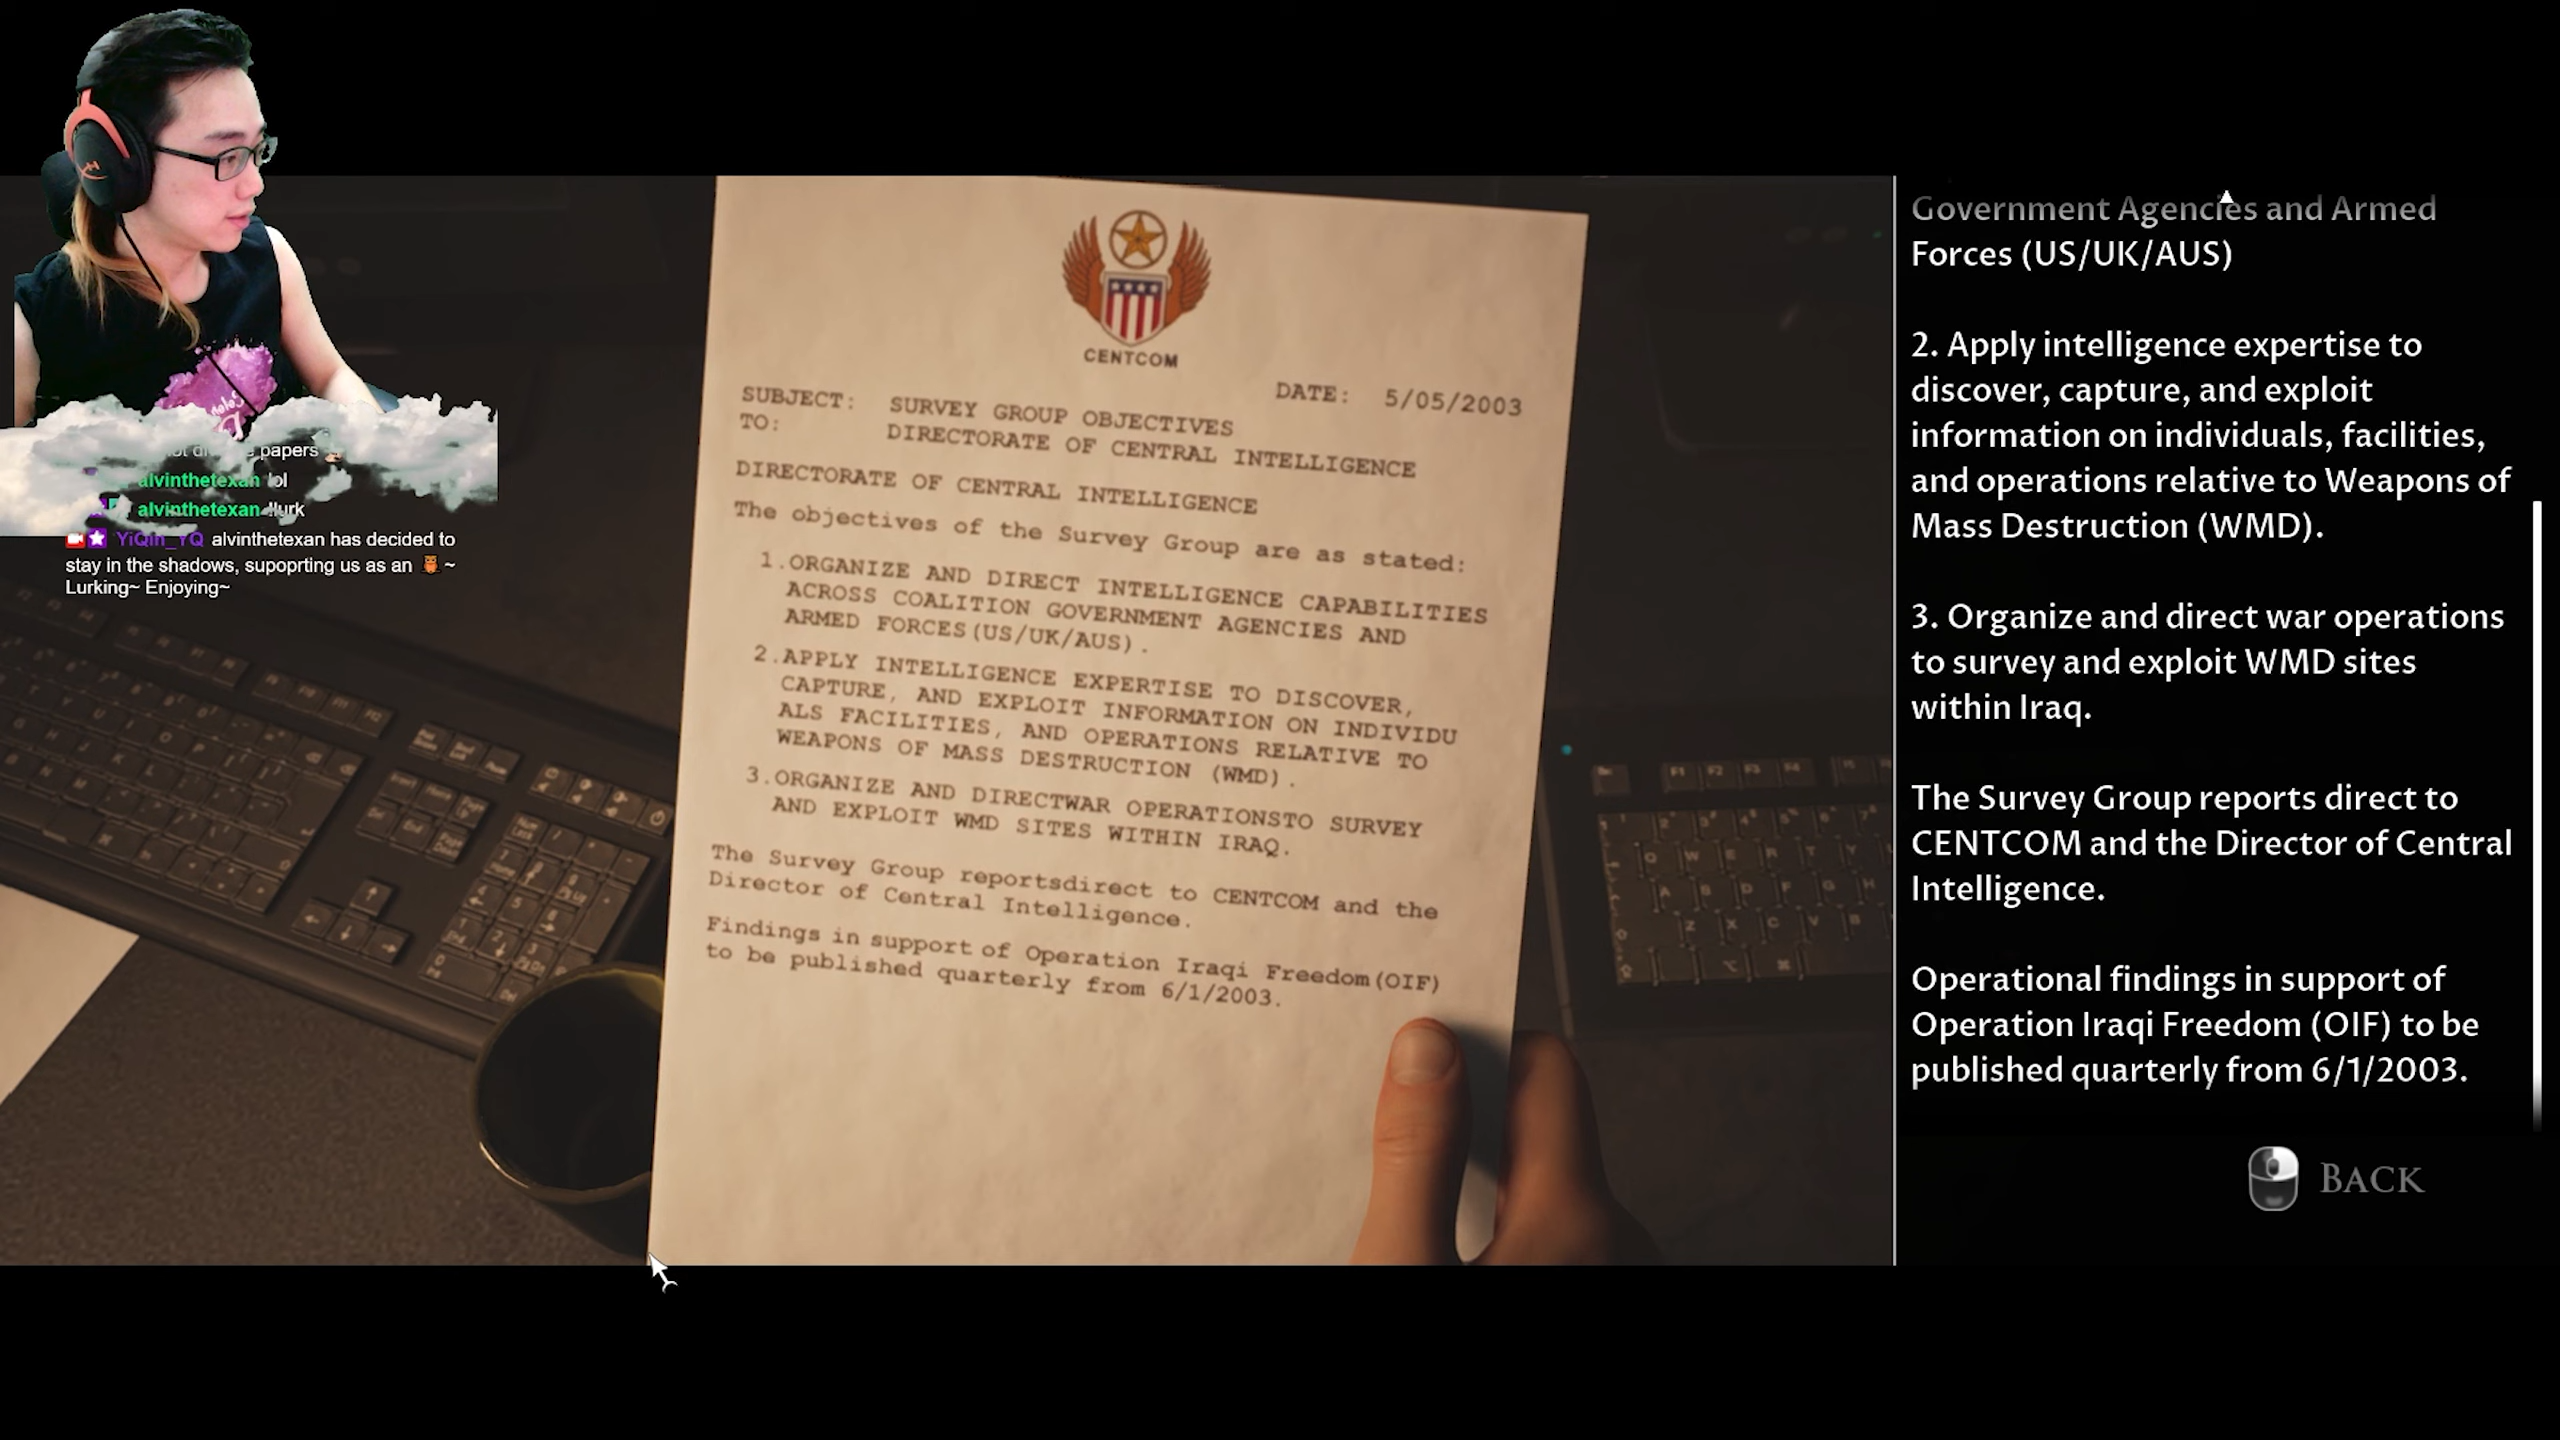 papers
alvinthetexan lol
alvinthetexan !lurk
YiQin_YQ alvinthetexan has decided to
stay in the shadows, supoprting us as an ~
Lurking~ Enjoying~
CENTCOM
DATE: 5/05/2003
SUBJECT: SURVEY GROUP OBJECTIVES
TO: DIRECTORATE OF CENTRAL INTELLIGENCE
DIRECTORATE OF CENTRAL INTELLIGENCE
The objectives of the Survey Group are as stated:
1.ORGANIZE AND DIRECT INTELLIGENCE CAPABILITIES
ACROSS COALITION GOVERNMENT AGENCIES AND
ARMED FORCES(US/UK/AUS).
2.APPLY INTELLIGENCE EXPERTISE TO DISCOVER,
CAPTURE, AND EXPLOIT INFORMATION ON INDIVIDU
ALS FACILITIES, AND OPERATIONS RELATIVE TO
WEAPONS OF MASS DESTRUCTION (WMD).
3.ORGANIZE AND DIRECTWAR OPERATIONSTO SURVEY
AND EXPLOIT WMD SITES WITHIN IRAQ.
The Survey Group reportsdirect to CENTCOM and the
Director of Central Intelligence.
Findings in support of Operation Iraqi Freedom(OIF)
to be published quarterly from 6/1/2003.
Government Agencies and Armed
Forces (US/UK/AUS)
2. Apply intelligence expertise to
discover, capture, and exploit
information on individuals, facilities,
and operations relative to Weapons of
Mass Destruction (WMD).
3. Organize and direct war operations
to survey and exploit WMD sites
within Iraq.
The Survey Group reports direct to
CENTCOM and the Director of Central
Intelligence.
Operational findings in support of
Operation Iraqi Freedom (OIF) to be
published quarterly from 6/1/2003.
BACK